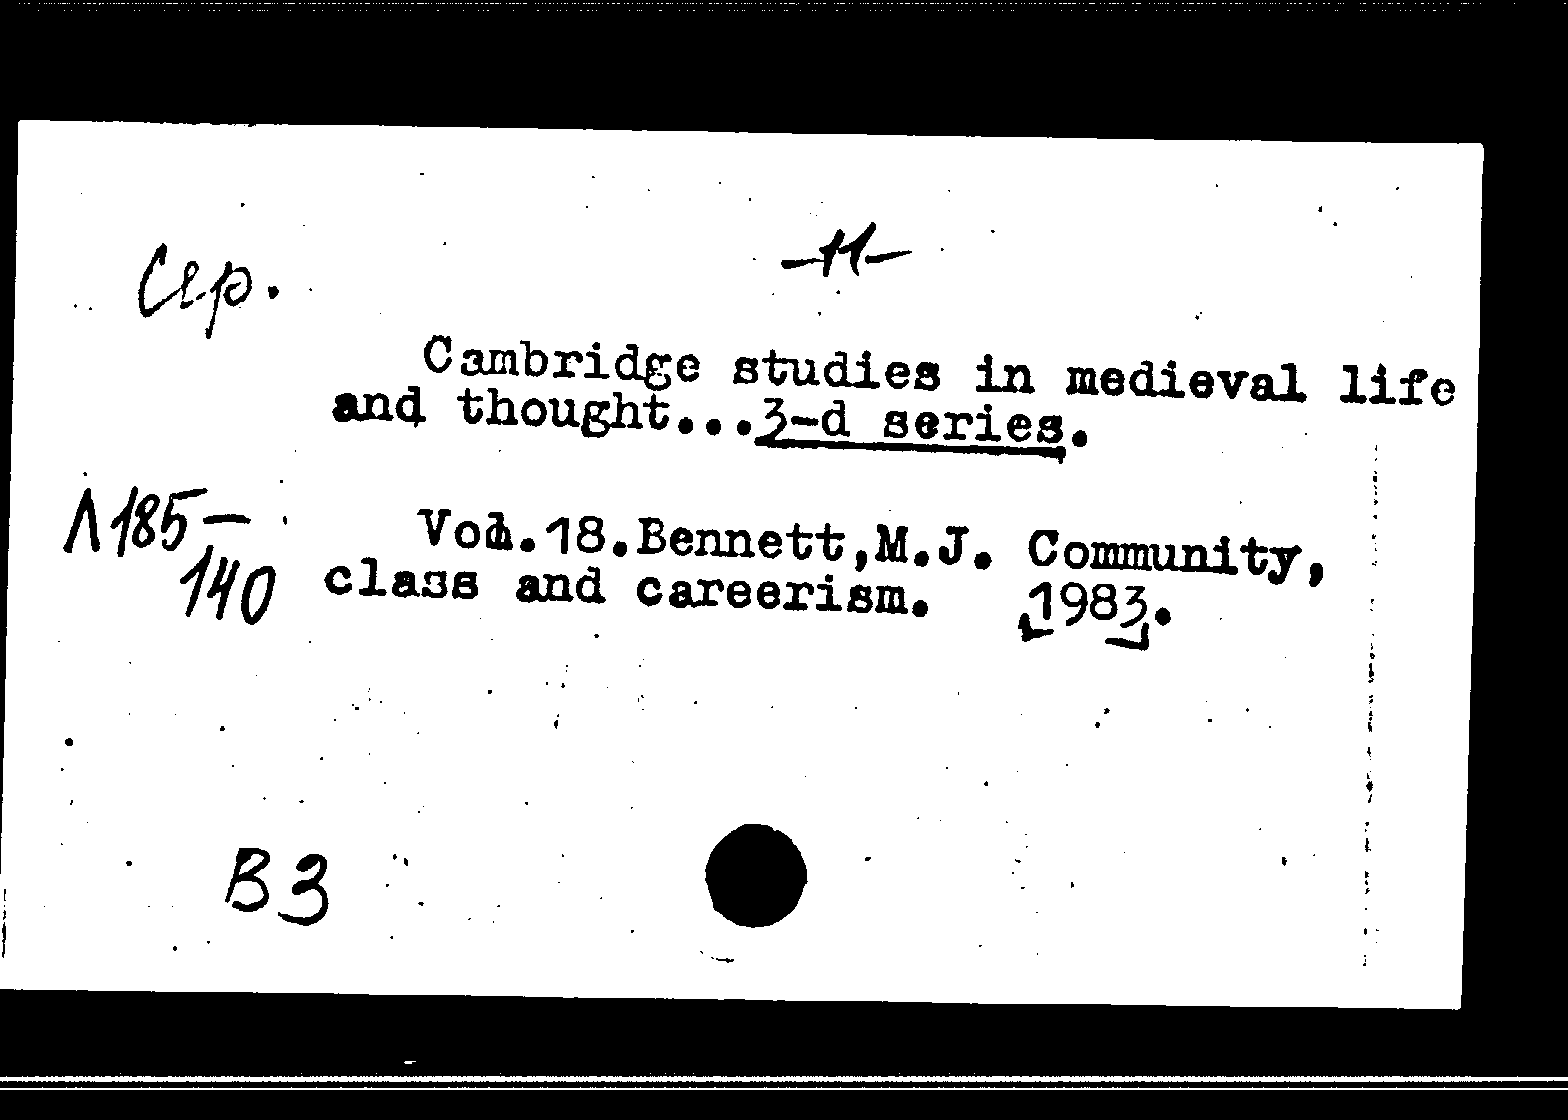 Сер.
-11-
Cambridge studies in medieval life
and thought...3-d series.
Л185-
140
Vol.18.Bennett,M.J. Community,
class and careerism. 1983.
ВЗ